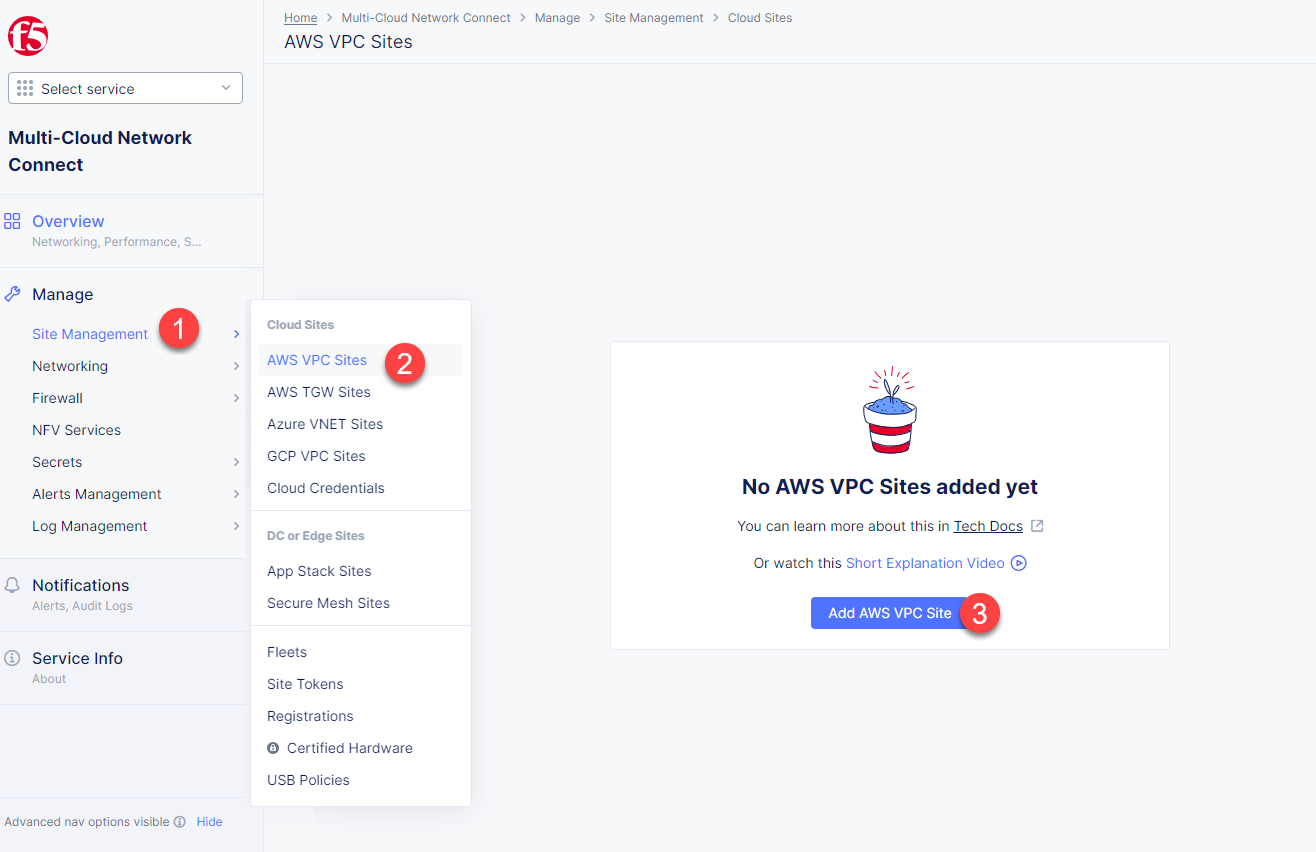 f5
Select service
Multi-Cloud Network
Connect
Overview
Networking, Performance, S...
Manage
Site Management
1
Networking
Firewall
NFV Services
Secrets
Alerts Management
Log Management
Notifications
Alerts, Audit Logs
Service Info
About
Advanced nav options visible Hide
Home > Multi-Cloud Network Connect > Manage > Site Management > Cloud Sites
AWS VPC Sites
Cloud Sites
AWS VPC Sites
2
AWS TGW Sites
Azure VNET Sites
GCP VPC Sites
Cloud Credentials
DC or Edge Sites
App Stack Sites
Secure Mesh Sites
Fleets
Site Tokens
Registrations
Certified Hardware
USB Policies
No AWS VPC Sites added yet
You can learn more about this in Tech Docs
Or watch this Short Explanation Video
Add AWS VPC Site
3